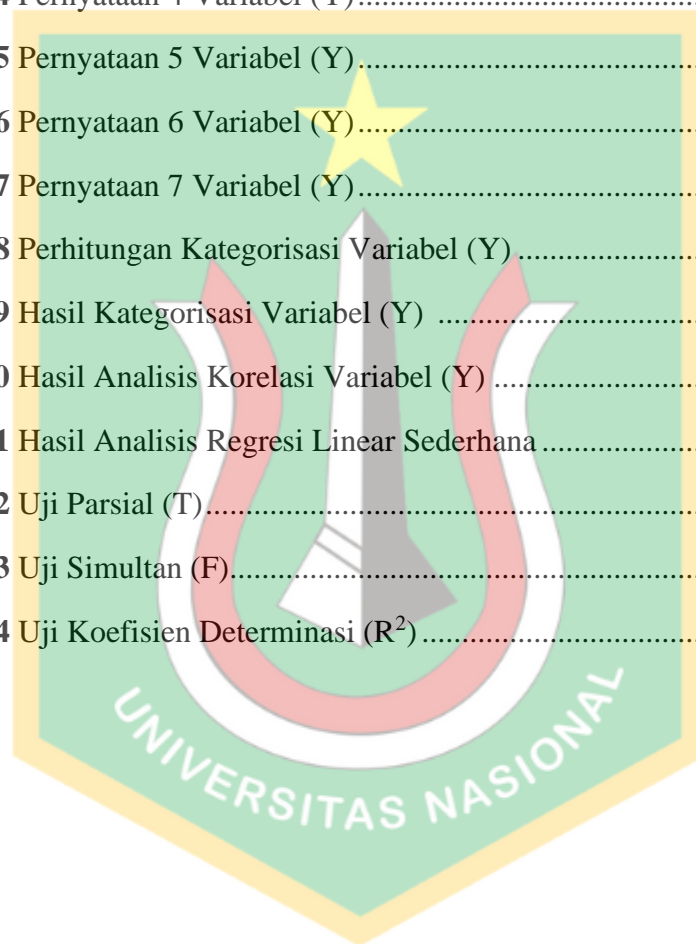 4 Pernyataan 4 Variabel (Y)
5 Pernyataan 5 Variabel (Y)
6 Pernyataan 6 Variabel (Y)
7 Pernyataan 7 Variabel (Y)
8 Perhitungan Kategorisasi Variabel (Y)
9 Hasil Kategorisasi Variabel (Y)
0 Hasil Analisis Korelasi Variabel (Y)
1 Hasil Analisis Regresi Linear Sederhana
2 Uji Parsial (T)
3 Uji Simultan (F)
4 Uji Koefisien Determinasi (R²)
UNIVERSITAS NASIONAL